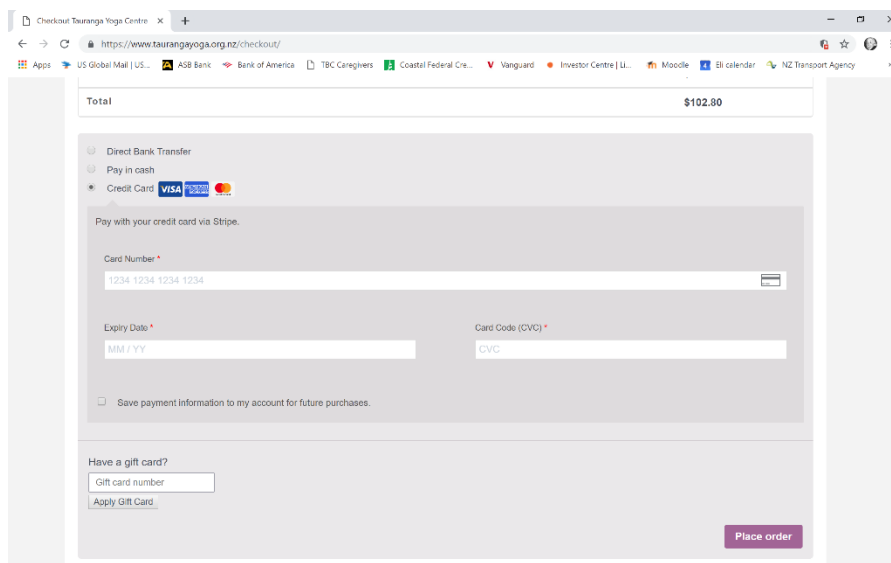 Checkout Tauranga Yoga Centre
https://www.taurangayoga.org.nz/checkout/
Apps US Global Mail | US... ASB Bank Bank of America TBC Caregivers Coastal Federal Cre... Vanguard Investor Centre | Li... Moodle Eli calendar NZ Transport Agency
Total $102.80
Direct Bank Transfer
Pay in cash
Credit Card VISA
Pay with your credit card via Stripe.
Card Number *
1234 1234 1234 1234
Expiry Date * Card Code (CVC) *
MM / YY CVC
Save payment information to my account for future purchases.
Have a gift card?
Gift card number
Apply Gift Card
Place order